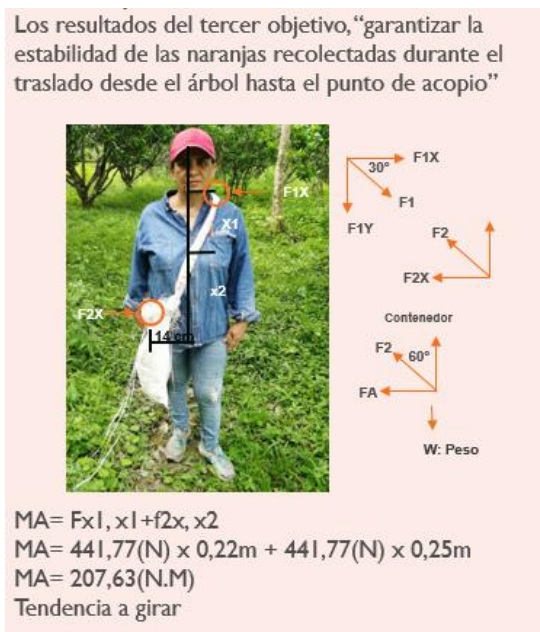 Los resultados del tercer objetivo, “garantizar la
estabilidad de las naranjas recolectadas durante el
traslado desde el árbol hasta el punto de acopio”
F1X
X1
x2
F2X
14 cm
F1X
30°
F1
F1Y
F2
F2X
Contenedor
F2
60°
FA
W: Peso
MA= Fx1, x1+f2x, x2
MA= 441,77(N) x 0,22m + 441,77(N) x 0,25m
MA= 207,63(N.M)
Tendencia a girar